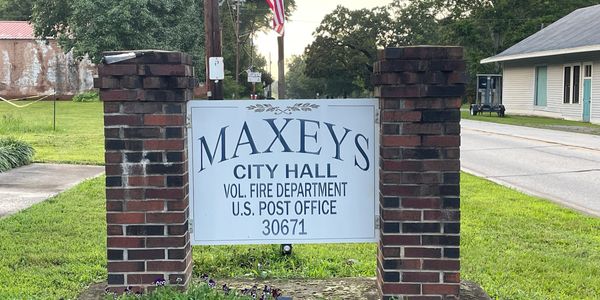 MAXEYS
CITY HALL
VOL. FIRE DEPARTMENT
U.S. POST OFFICE
30671